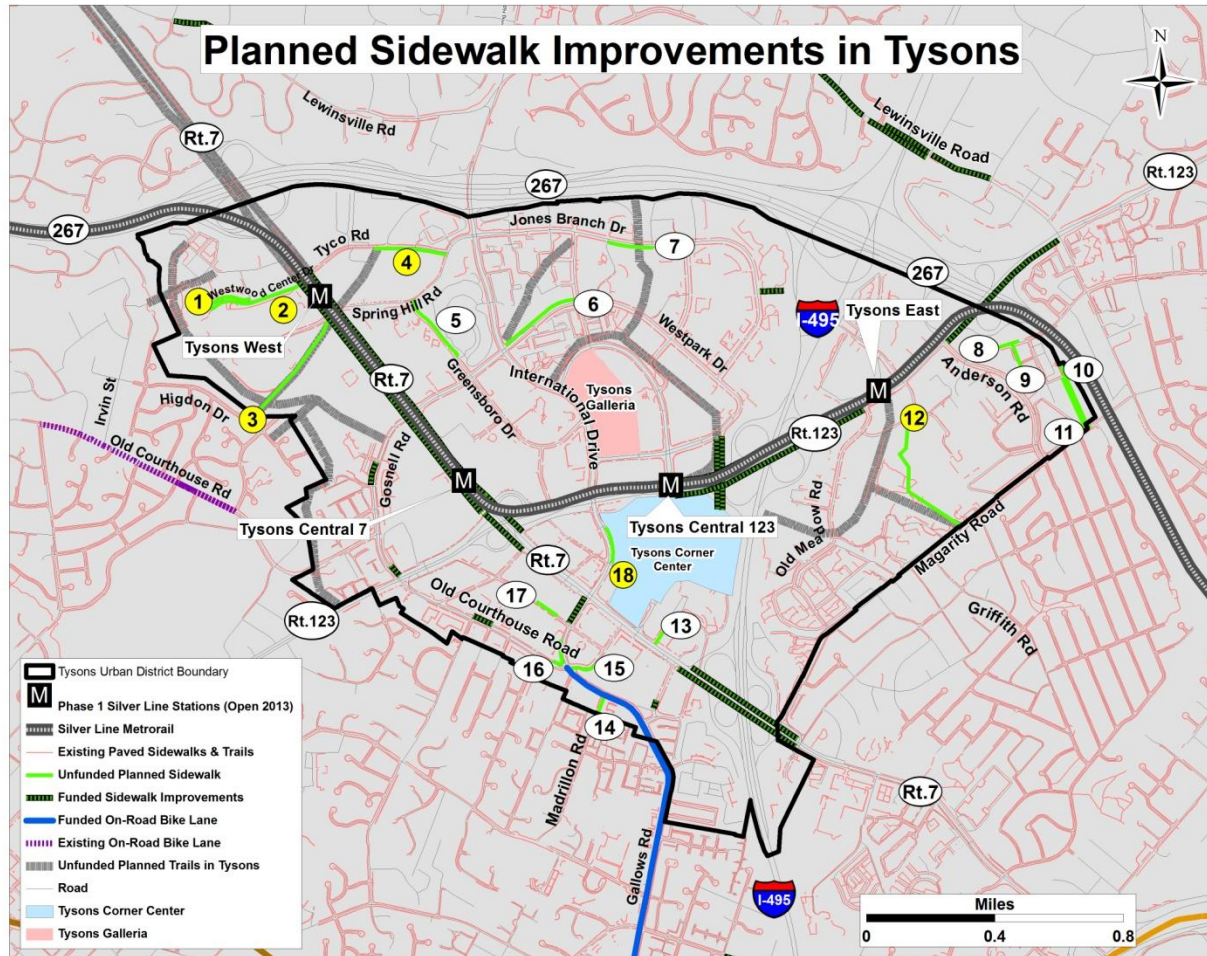 Planned Sidewalk Improvements in Tysons
N
Lewinsville Rd
Lewinsville Road
Rt.7
Rt.123
267
267
267
Jones Branch Dr
Tyco Rd
7
4
1
Westwood Center
2
M
Spring Hill Rd
5
6
I-495
Tysons East
Tysons West
Westpark Dr
8
10
Anderson Rd
9
Rt.7
Greensboro Dr
International Drive
Tysons
Galleria
M
12
11
Irvin St
Higdon Dr
3
Old Courthouse Rd
Gosnell Rd
Rt.123
M
M
Tysons Central 7
Tysons Central 123
Old Meadow Rd
Magarity Road
Rt.7
Tysons Corner
Center
18
Griffith Rd
17
Old Courthouse Road
13
Rt.123
16
15
14
Madrillon Rd
Gallows Rd
Rt.7
I-495
Tysons Urban District Boundary
M
Phase 1 Silver Line Stations (Open 2013)
Silver Line Metrorail
Existing Paved Sidewalks & Trails
Unfunded Planned Sidewalk
Funded Sidewalk Improvements
Funded On-Road Bike Lane
Existing On-Road Bike Lane
Unfunded Planned Trails in Tysons
Road
Tysons Corner Center
Tysons Galleria
Miles
0 0.4 0.8